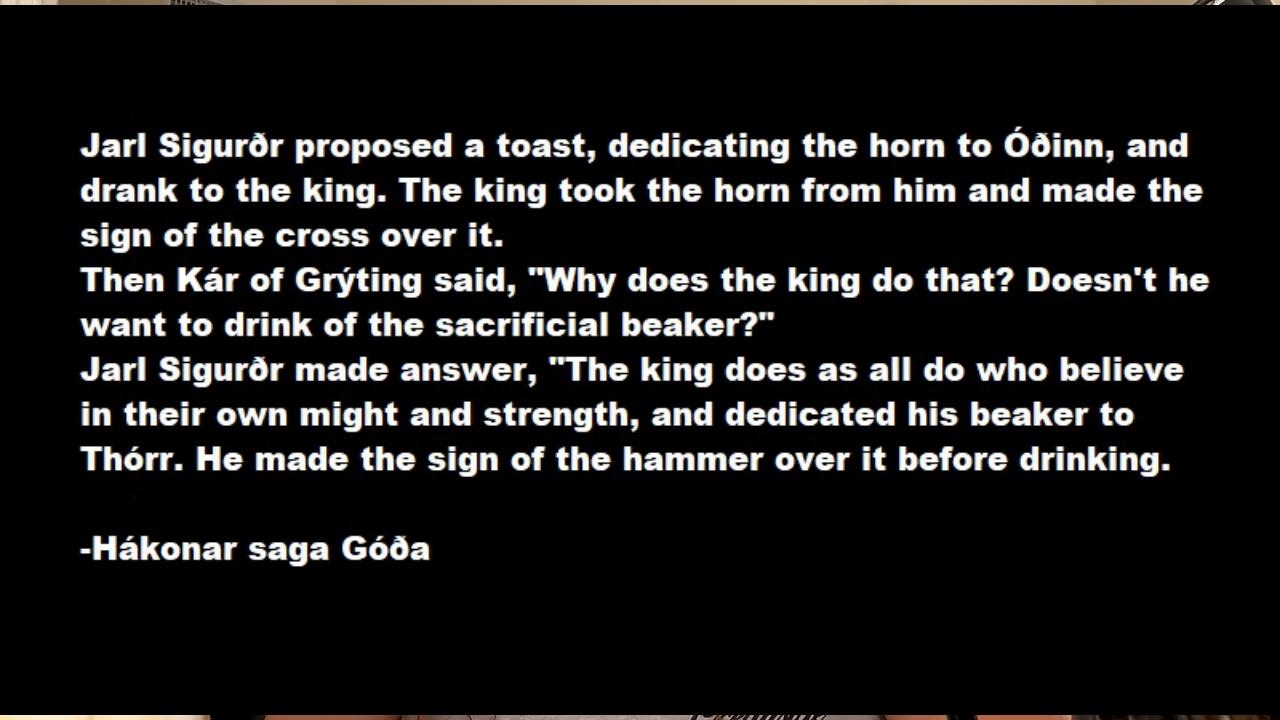 Jarl Sigurðr proposed a toast, dedicating the horn to Óðinn, and
drank to the king. The king took the horn from him and made the
sign of the cross over it.
Then Kár of Grýting said, "Why does the king do that? Doesn't he
want to drink of the sacrificial beaker?"
Jarl Sigurðr made answer, "The king does as all do who believe
in their own might and strength, and dedicated his beaker to
Thórr. He made the sign of the hammer over it before drinking.
-Hákonar saga Góða